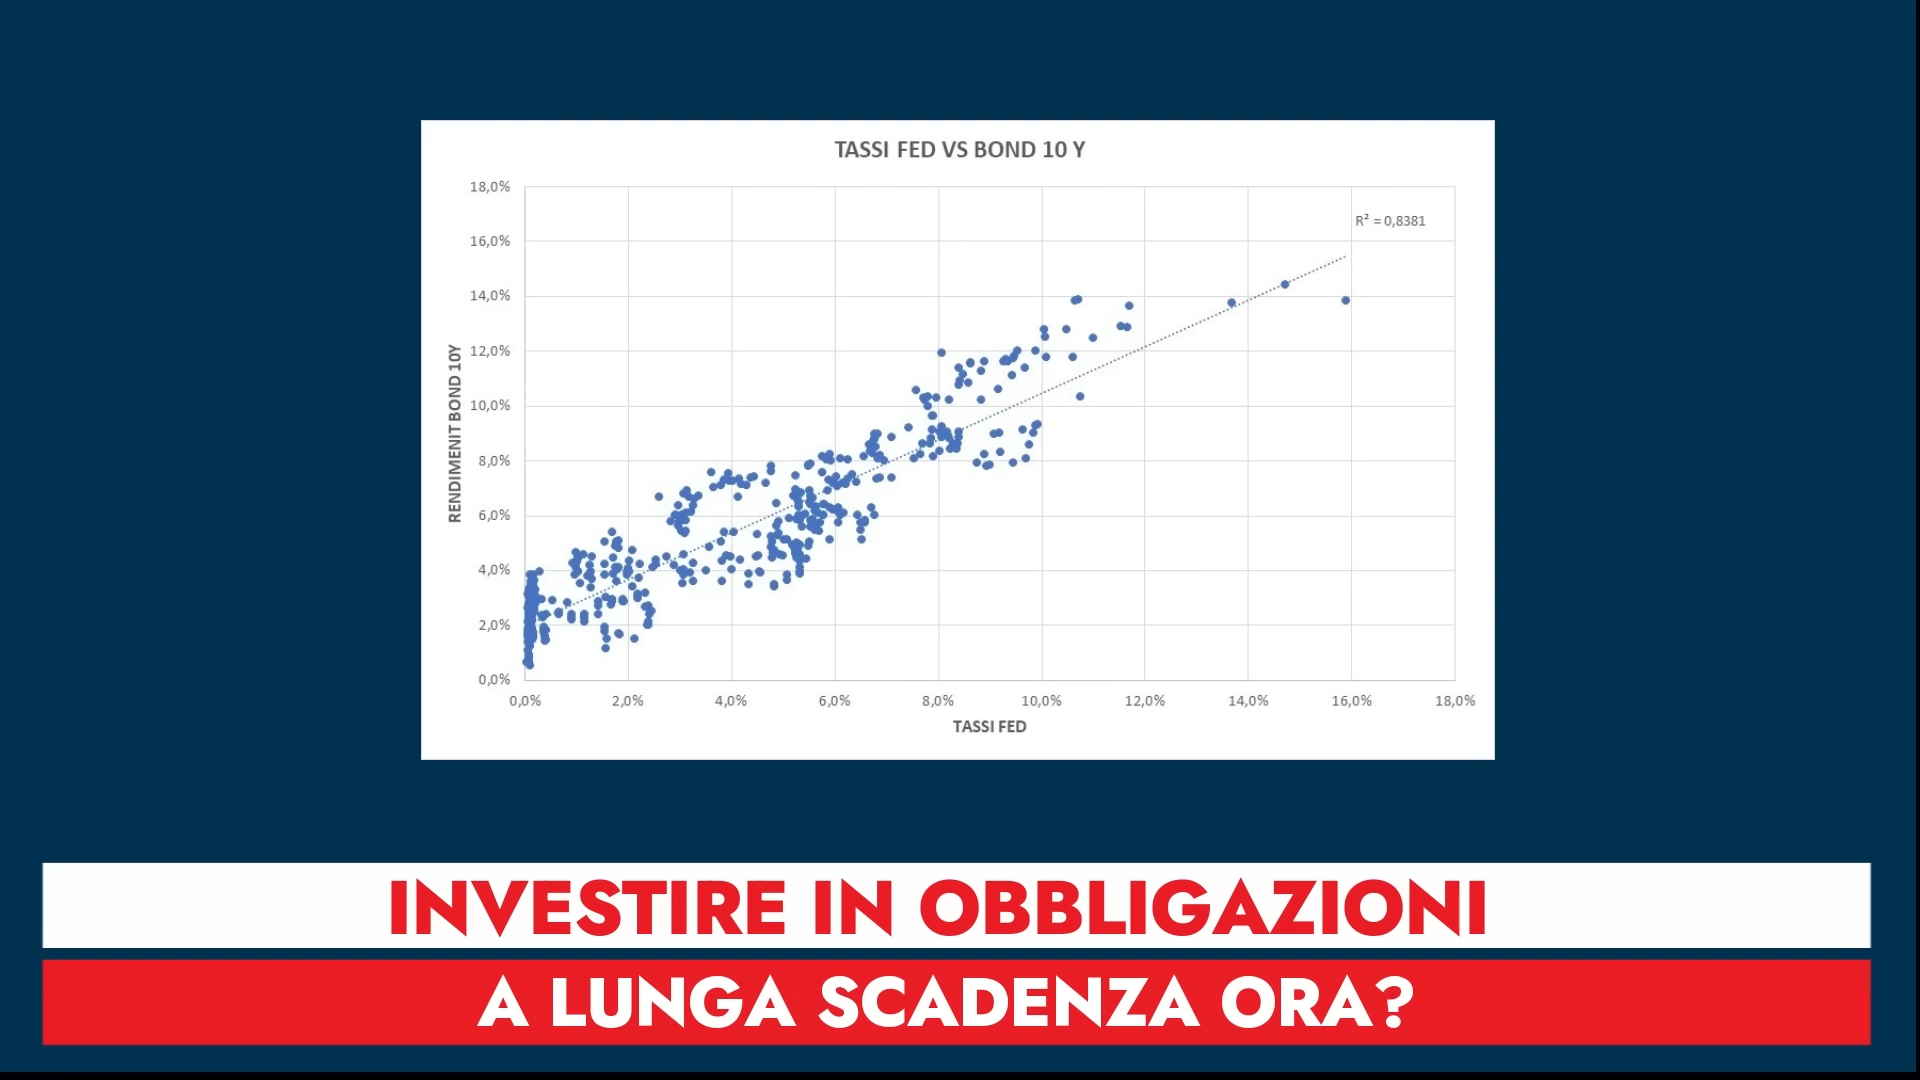 TASSI FED VS BOND 10 Y
18,0%
16,0%
14,0%
12,0%
10,0%
8,0%
6,0%
4,0%
2,0%
0,0%
RENDIMENIT BOND 10Y
R² = 0,8381
0,0% 2,0% 4,0% 6,0% 8,0% 10,0% 12,0% 14,0% 16,0% 18,0%
TASSI FED
INVESTIRE IN OBBLIGAZIONI
A LUNGA SCADENZA ORA?